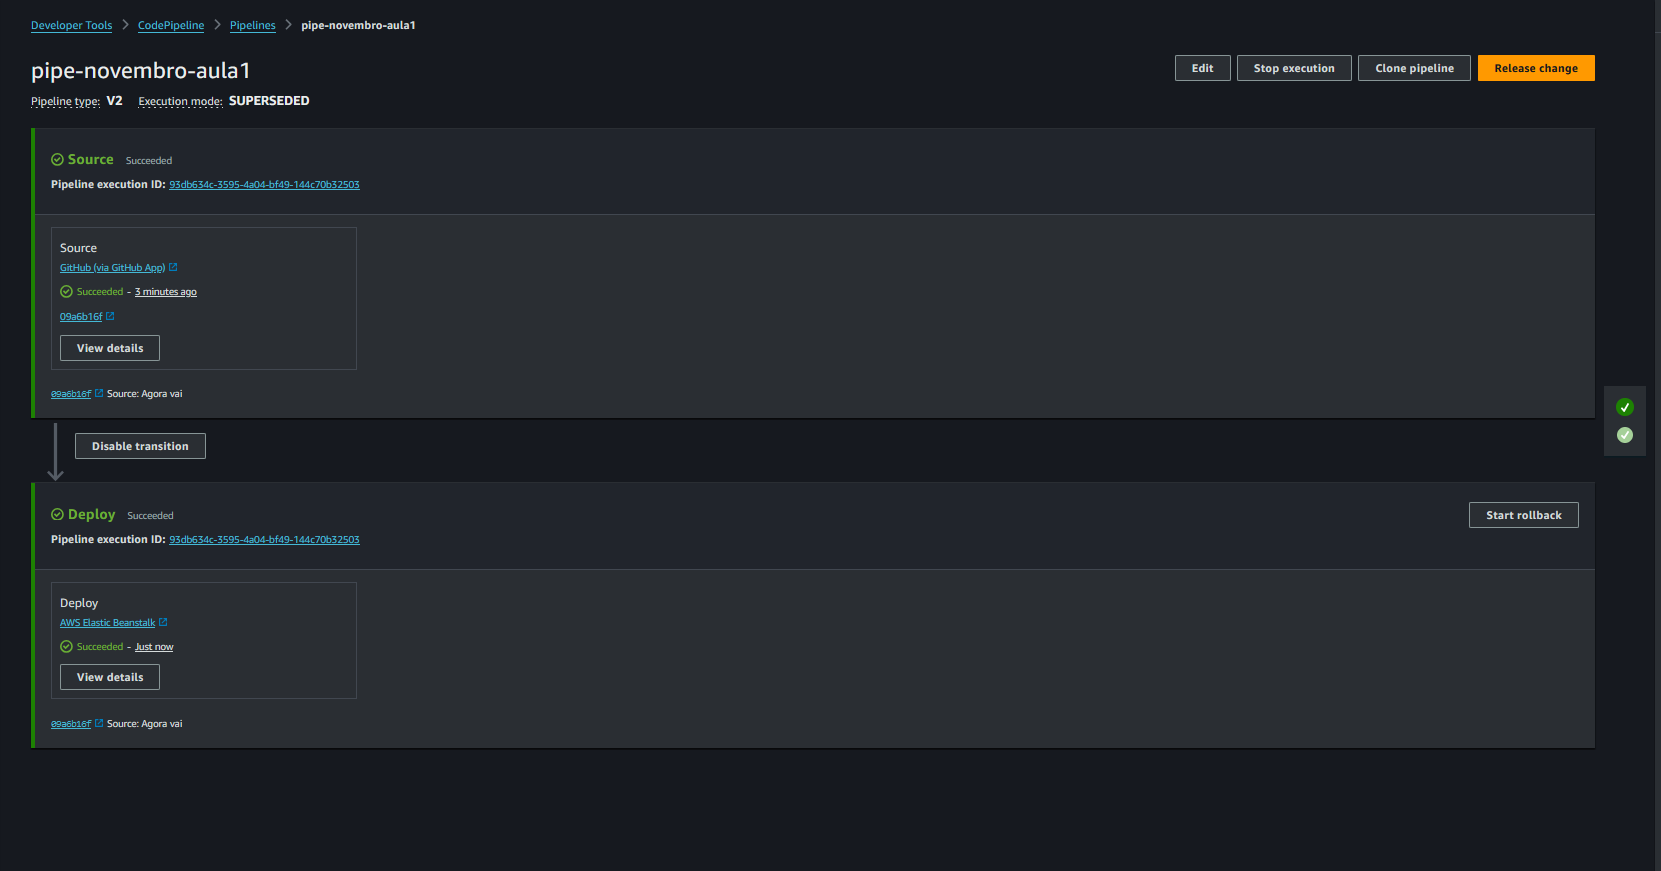 Developer Tools > CodePipeline > Pipelines > pipe-novembro-aula1
pipe-novembro-aula1
Edit Stop execution Clone pipeline Release change
Pipeline type: V2 Execution mode: SUPERSEDED
Source Succeeded
Pipeline execution ID: 93db634c-3595-4a04-bf49-144c70b32503
Source
GitHub (via GitHub App)
Succeeded - 3 minutes ago
09a6b16f
View details
09a6b16f Source: Agora vai
Disable transition
Deploy Succeeded
Start rollback
Pipeline execution ID: 93db634c-3595-4a04-bf49-144c70b32503
Deploy
AWS Elastic Beanstalk
Succeeded - Just now
View details
09a6b16f Source: Agora vai